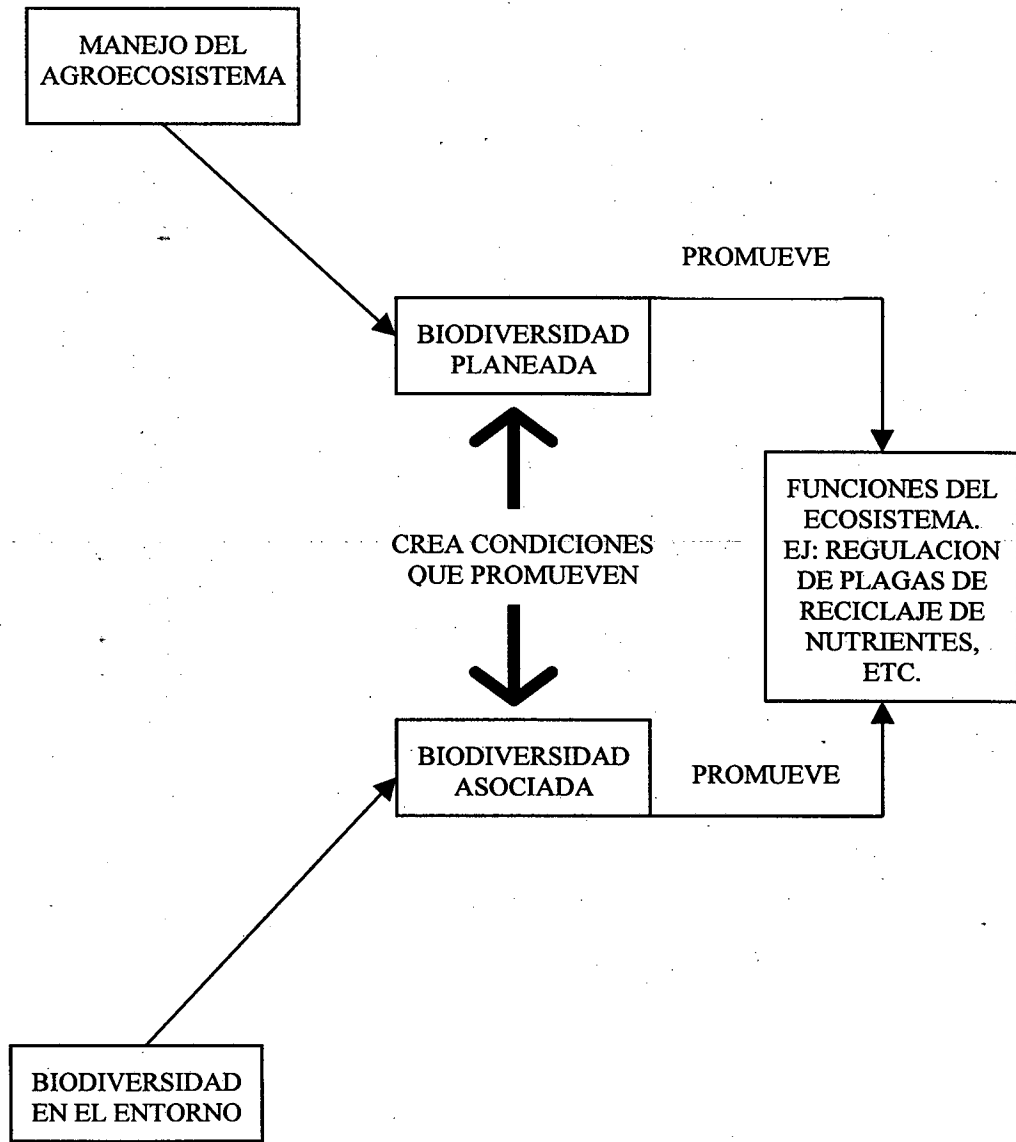 MANEJO DEL
AGROECOSISTEMA
PROMUEVE
BIODIVERSIDAD
PLANEADA
FUNCIONES DEL
ECOSISTEMA.
EJ: REGULACION
DE PLAGAS DE
RECICLAJE DE
NUTRIENTES,
ETC.
CREA CONDICIONES
QUE PROMUEVEN
BIODIVERSIDAD
ASOCIADA
PROMUEVE
BIODIVERSIDAD
EN EL ENTORNO